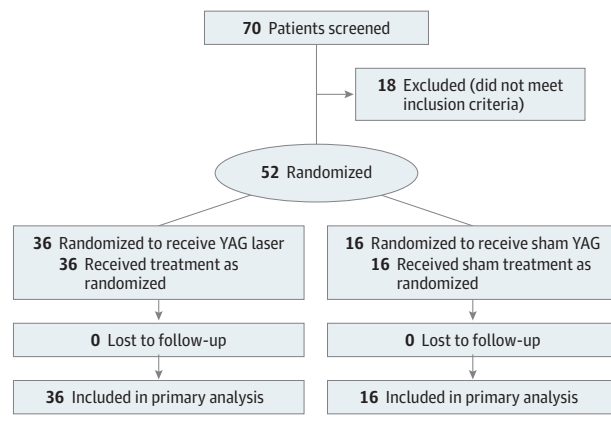 70 Patients screened
18 Excluded (did not meet
inclusion criteria)
52 Randomized
36 Randomized to receive YAG laser
36 Received treatment as
randomized
16 Randomized to receive sham YAG
16 Received sham treatment as
randomized
0 Lost to follow-up
0 Lost to follow-up
36 Included in primary analysis
16 Included in primary analysis